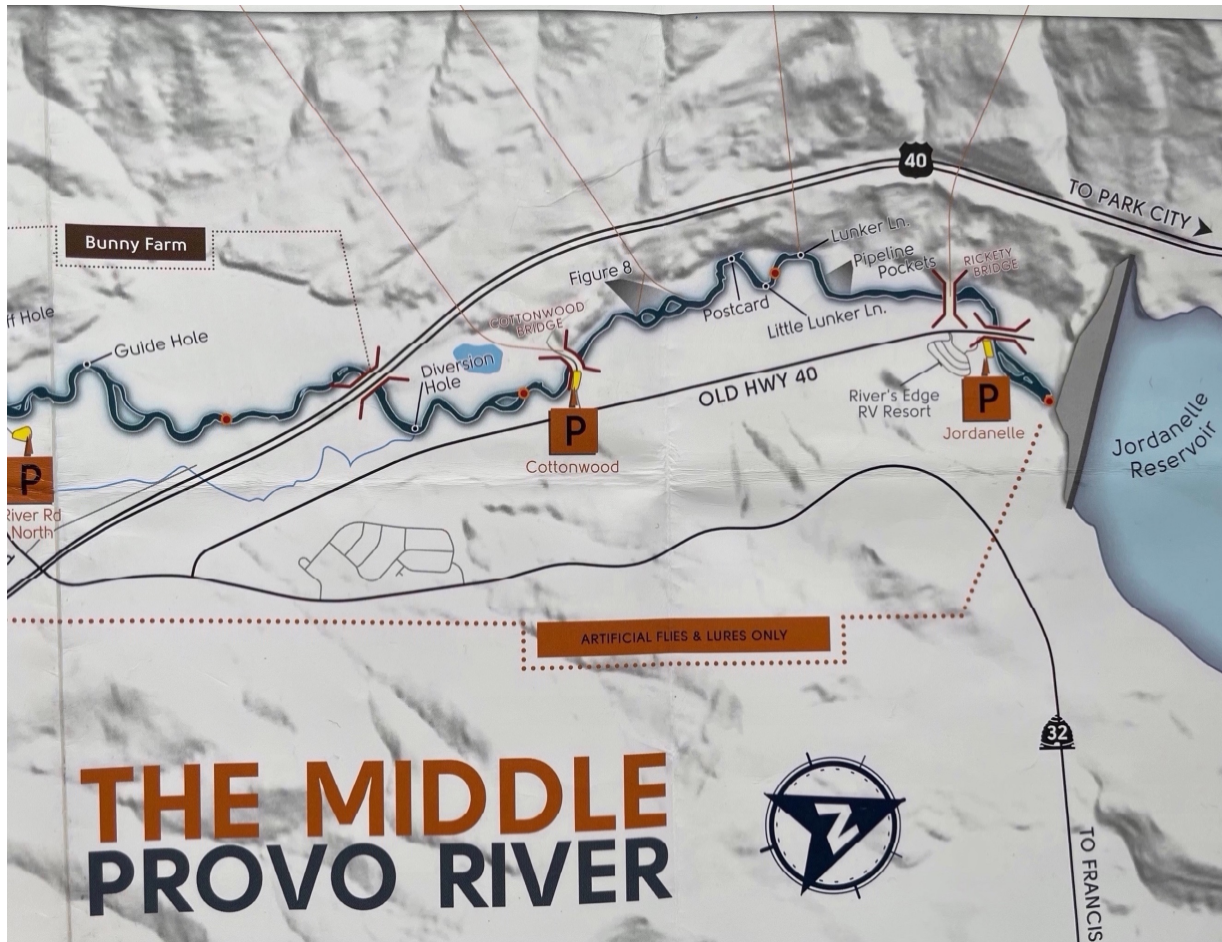 40
TO PARK CITY
Bunny Farm
Lunker Ln.
Pipeline
Pockets
RICKETY
BRIDGE
Figure 8
Postcard
Little Lunker Ln.
COTTONWOOD
BRIDGE
Hole
Guide Hole
Diversion
Hole
OLD HWY 40
River's Edge
RV Resort
P
Jordanelle
Jordanelle
Reservoir
P
Cottonwood
P
River Rd
North
ARTIFICIAL FLIES & LURES ONLY
32
TO FRANCIS
THE MIDDLE
PROVO RIVER
N